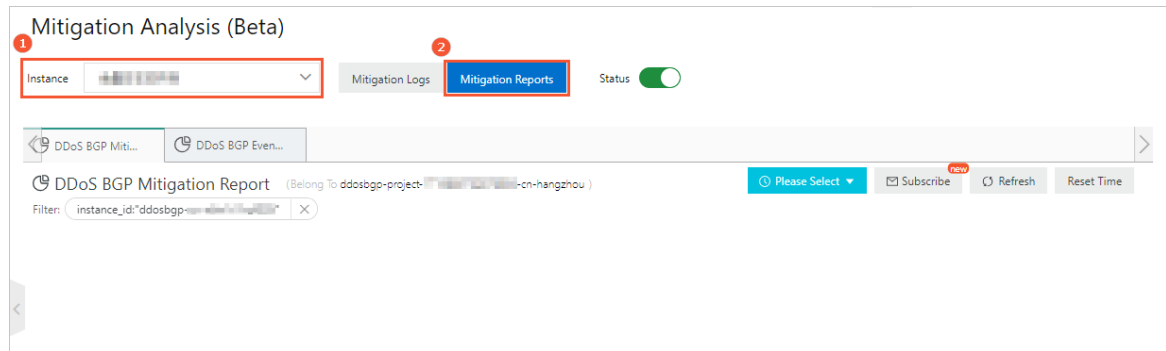 Mitigation Analysis (Beta)
1
2
Instance
Mitigation Logs
Mitigation Reports
Status
DDoS BGP Miti...
DDoS BGP Even...
DDoS BGP Mitigation Report (Belong To ddosbgp-project- -cn-hangzhou )
Please Select
Subscribe
new
Refresh
Reset Time
Filter: instance_id:"ddosbgp- "